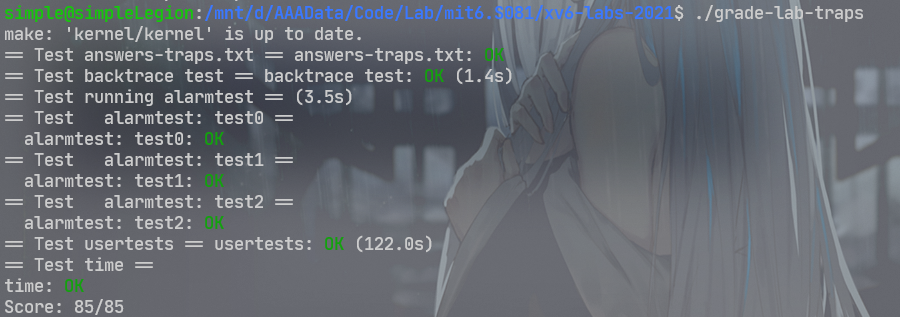 simple@simpleLegion:/mnt/d/AAAData/Code/Lab/mit6.S081/xv6-labs-2021$ ./grade-lab-traps
make: 'kernel/kernel' is up to date.
== Test answers-traps.txt == answers-traps.txt: OK
== Test backtrace test == backtrace test: OK (1.4s)
== Test running alarmtest == (3.5s)
== Test   alarmtest: test0 ==
  alarmtest: test0: OK
== Test   alarmtest: test1 ==
  alarmtest: test1: OK
== Test   alarmtest: test2 ==
  alarmtest: test2: OK
== Test usertests == usertests: OK (122.0s)
== Test time ==
time: OK
Score: 85/85